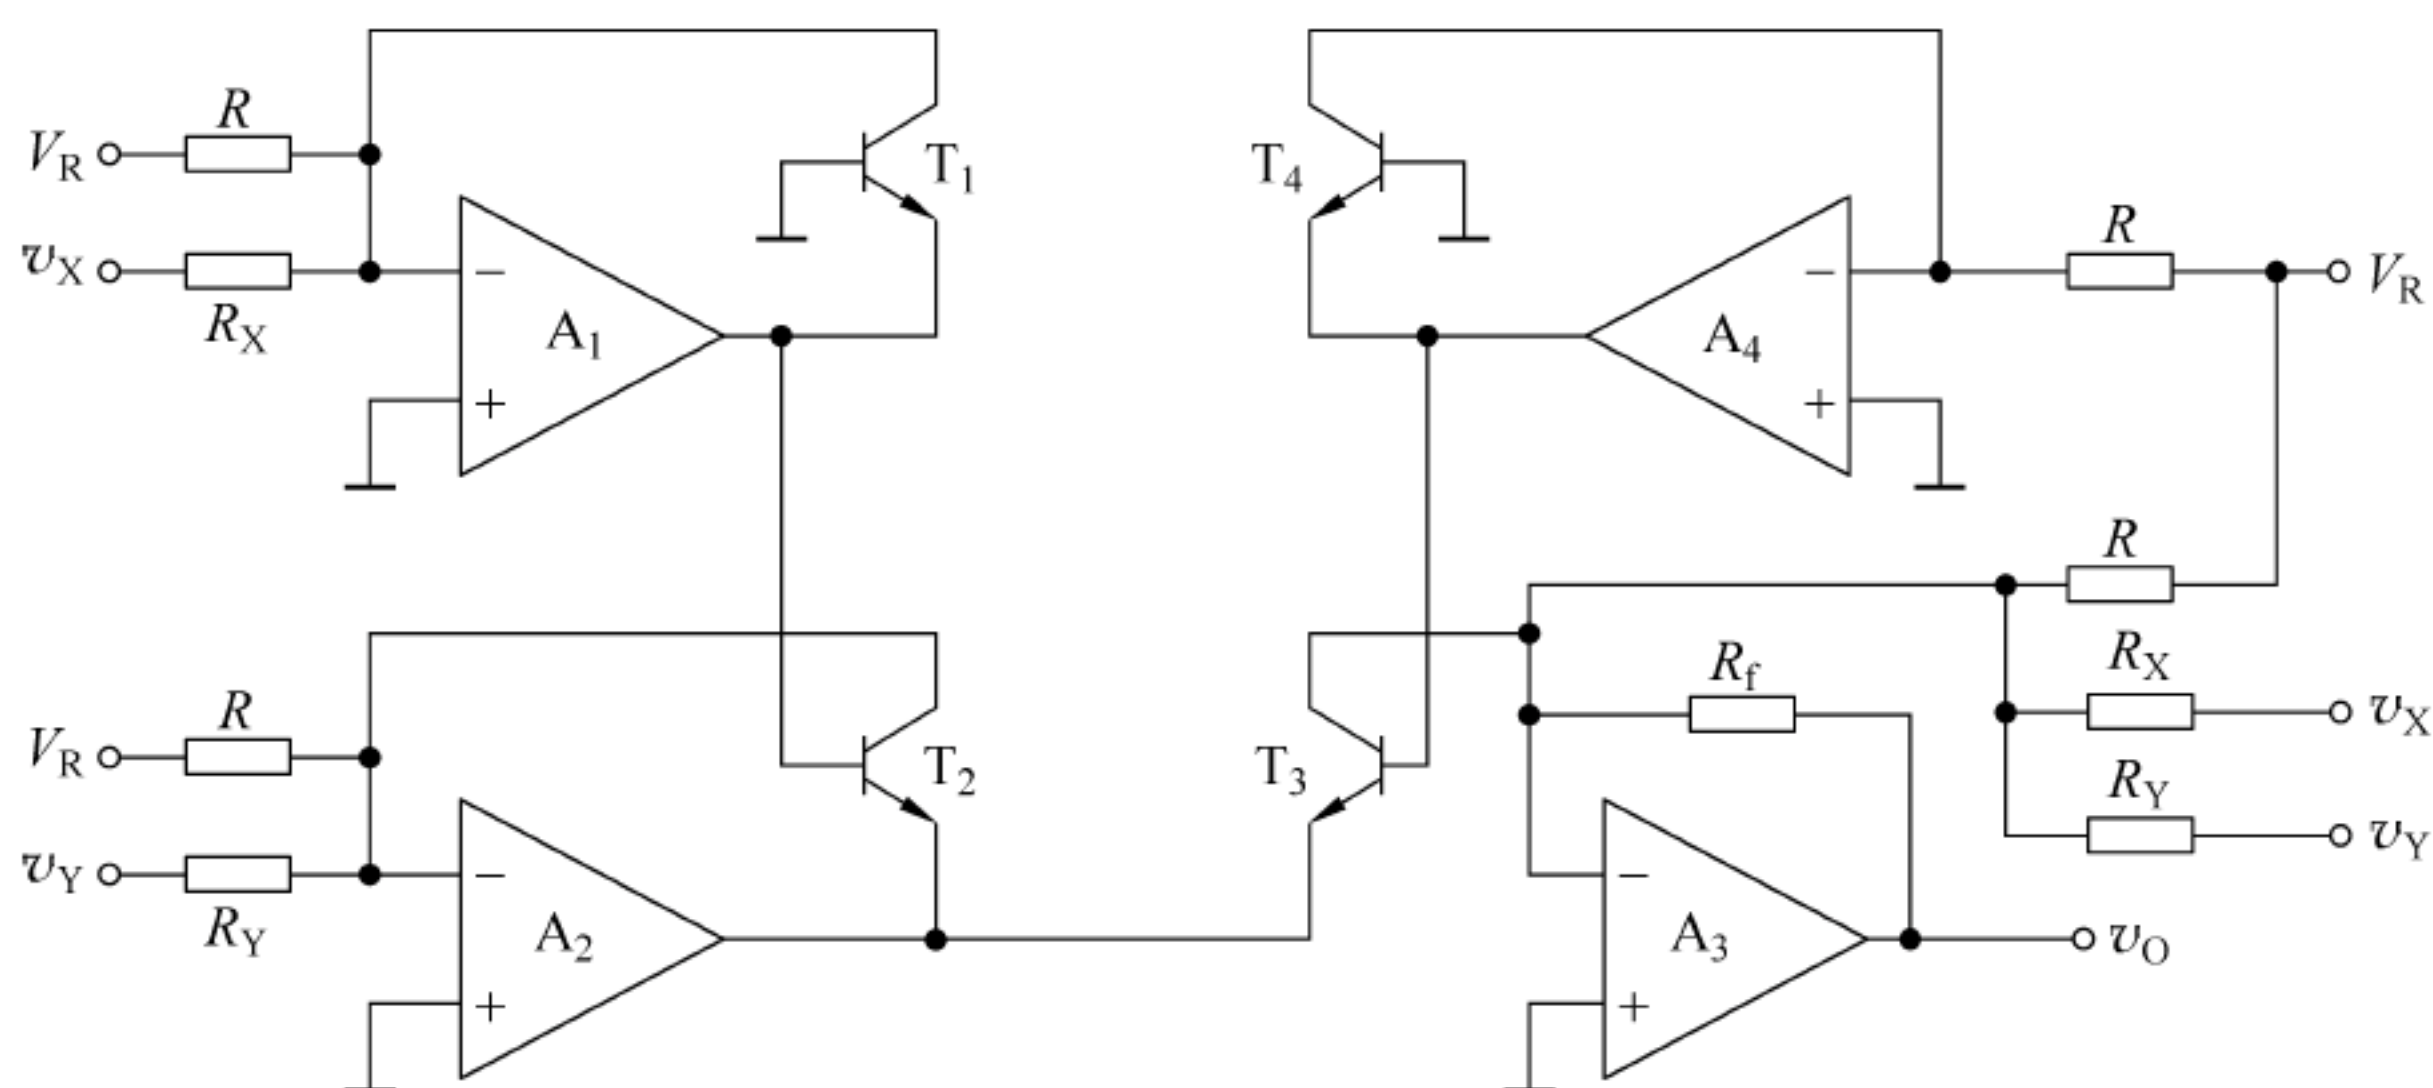 R
V_R
T_1
T_4
R
v_X
V_R
R_X
−
A_1
−
A_4
+
+
R
R
R_X
R_f
v_X
V_R
T_2
T_3
R_Y
v_Y
v_Y
−
−
R_Y
A_2
A_3
v_O
+
+